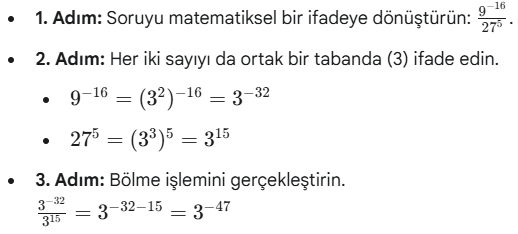 • 1. Adım: Soruyu matematiksel bir ifadeye dönüştürün: $\frac{9^{-16}}{27^5}$.
• 2. Adım: Her iki sayıyı da ortak bir tabanda (3) ifade edin.
• $9^{-16} = (3^2)^{-16} = 3^{-32}$
• $27^5 = (3^3)^5 = 3^{15}$
• 3. Adım: Bölme işlemini gerçekleştirin.
$\frac{3^{-32}}{3^{15}} = 3^{-32-15} = 3^{-47}$